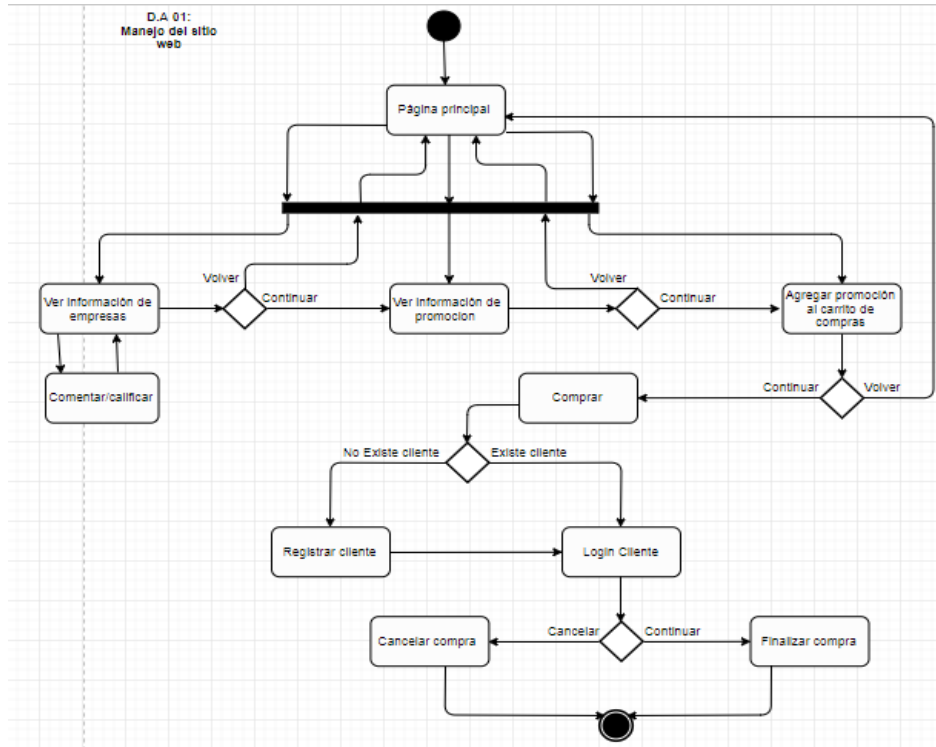 D.A 01:
Manejo del sitio
web
Página principal
Volver
Continuar
Volver
Continuar
Ver Información de
empresas
Ver Información de
promocion
Agregar promoción
al carrito de
compras
Comentar/calificar
Comprar
Continuar
Volver
No Existe cliente
Existe cliente
Registrar cliente
Login Cliente
Cancelar compra
Cancelar
Continuar
Finalizar compra